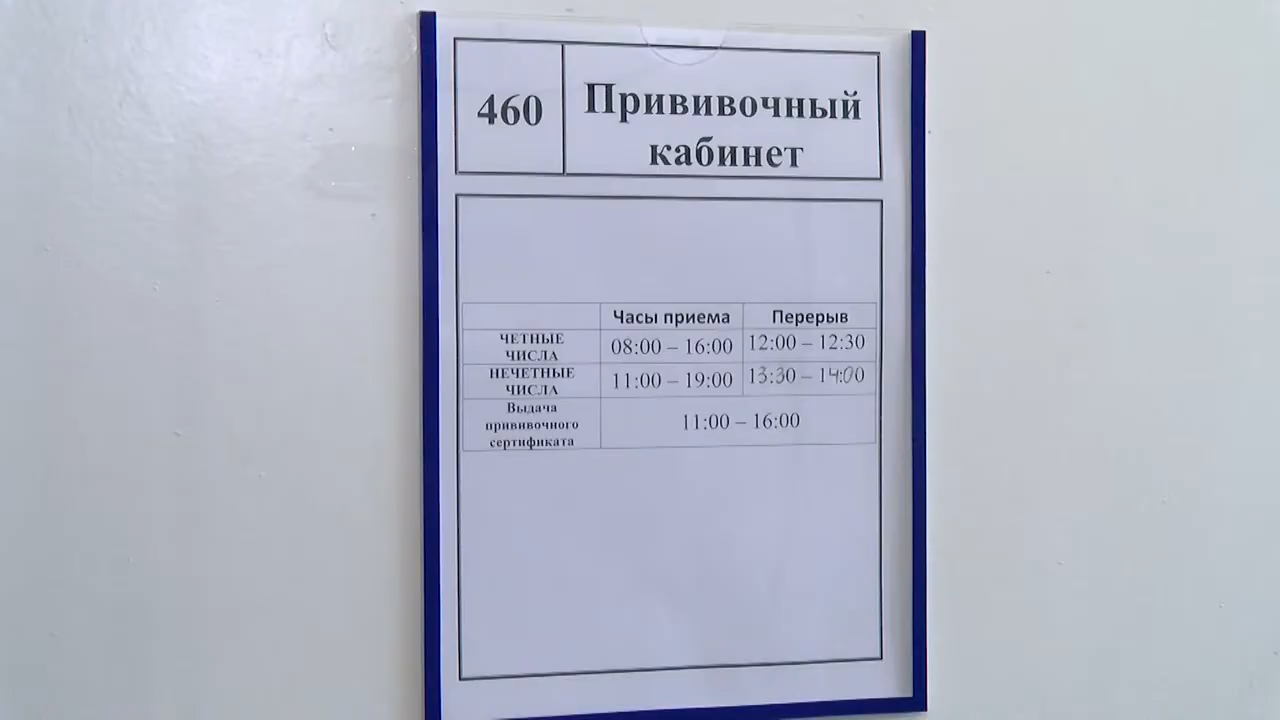 460
Прививочный
кабинет
Часы приема Перерыв
ЧЕТНЫЕ
ЧИСЛА
08:00 – 16:00 12:00 – 12:30
НЕЧЕТНЫЕ
ЧИСЛА
11:00 – 19:00 13:30 – 14:00
Выдача
прививочного
сертификата
11:00 – 16:00